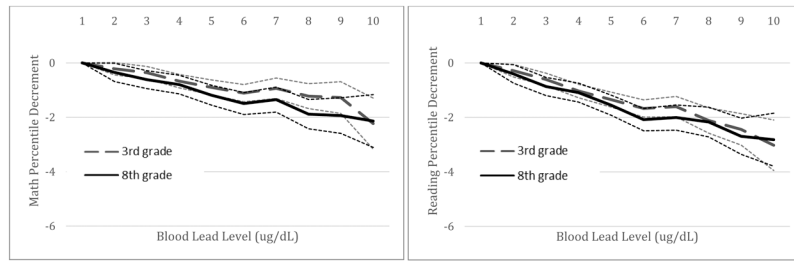 1 2 3 4 5 6 7 8 9 10
0
-2
-4
-6
Math Percentile Decrement
3rd grade
8th grade
Blood Lead Level (ug/dL)
1 2 3 4 5 6 7 8 9 10
0
-2
-4
-6
Reading Percentile Decrement
3rd grade
8th grade
Blood Lead Level (ug/dL)